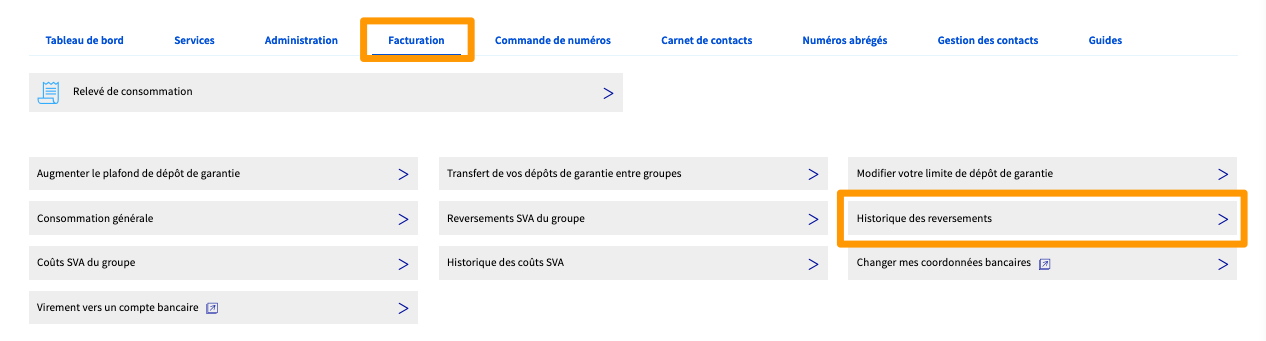 Tableau de bord Services Administration Facturation Commande de numéros Carnet de contacts Numéros abrégés Gestion des contacts Guides
Relevé de consommation
Augmenter le plafond de dépôt de garantie Transfert de vos dépôts de garantie entre groupes Modifier votre limite de dépôt de garantie
Consommation générale Reversements SVA du groupe Historique des reversements
Coûts SVA du groupe Historique des coûts SVA Changer mes coordonnées bancaires
Virement vers un compte bancaire